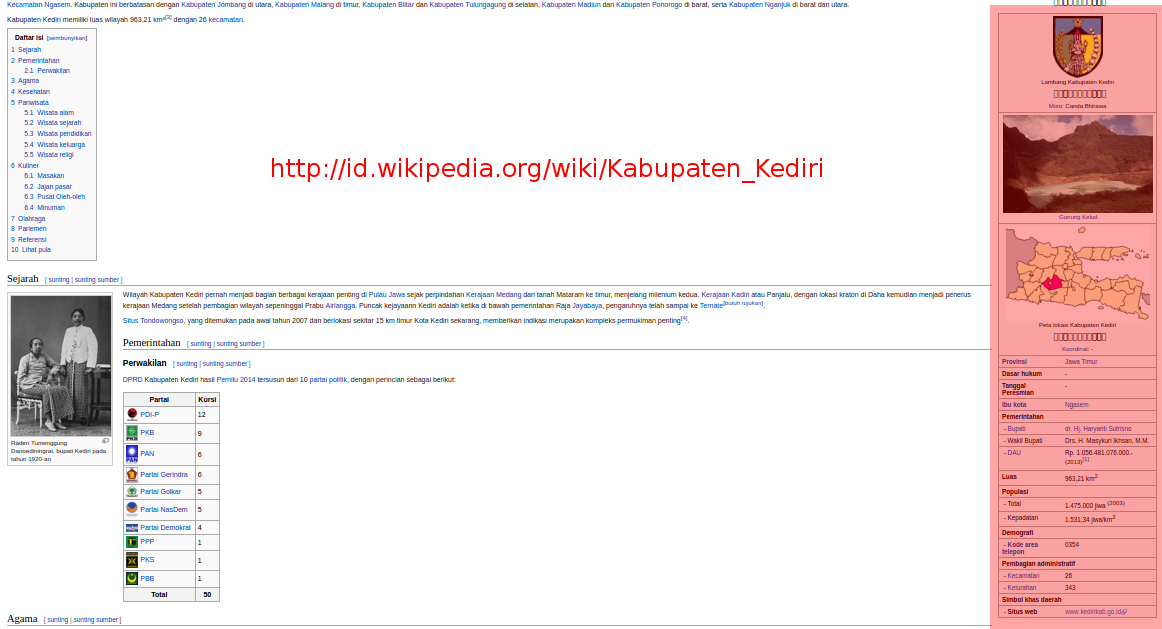 Kecamatan Ngasem. Kabupaten ini berbatasan dengan Kabupaten Jombang di utara, Kabupaten Malang di timur, Kabupaten Blitar dan Kabupaten Tulungagung di selatan, Kabupaten Madiun dan Kabupaten Ponorogo di barat, serta Kabupaten Nganjuk di barat dan utara.
Kabupaten Kediri memiliki luas wilayah 963,21 km²[3] dengan 26 kecamatan.
Daftar isi [sembunyikan]
1 Sejarah
2 Pemerintahan
2.1 Perwakilan
3 Agama
4 Kesehatan
5 Pariwisata
5.1 Wisata alam
5.2 Wisata sejarah
5.3 Wisata pendidikan
5.4 Wisata keluarga
5.5 Wisata religi
6 Kuliner
6.1 Masakan
6.2 Jajan pasar
6.3 Pusat Oleh-oleh
6.4 Minuman
7 Olahraga
8 Parlemen
9 Referensi
10 Lihat pula
http://id.wikipedia.org/wiki/Kabupaten_Kediri
Sejarah [ sunting | sunting sumber ]
Wilayah Kabupaten Kediri pernah menjadi bagian berbagai kerajaan penting di Pulau Jawa sejak perpindahan Kerajaan Medang dari tanah Mataram ke timur, menjelang milenium kedua. Kerajaan Kadiri atau Panjalu, dengan lokasi kraton di Daha kemudian menjadi penerus
kerajaan Medang setelah pembagian wilayah sepeninggal Prabu Airlangga. Puncak kejayaann Kediri adalah ketika di bawah pemerintahan Raja Jayabaya, pengaruhnya telah sampai ke Ternate[butuh rujukan].
Situs Tondowongso, yang ditemukan pada awal tahun 2007 dan berlokasi sekitar 15 km timur Kota Kediri sekarang, memberikan indikasi merupakan kompleks permukiman penting[4].
Raden Tumenggung
Danoediningrat, bupati Kediri pada
tahun 1920-an
Pemerintahan [ sunting | sunting sumber ]
Perwakilan [ sunting | sunting sumber ]
DPRD Kabupaten Kediri hasil Pemilu 2014 tersusun dari 10 partai politik, dengan perincian sebagai berikut:
Partai Kursi
PDI-P 12
PKB 9
PAN 6
Partai Gerindra 6
Partai Golkar 5
Partai NasDem 5
Partai Demokrat 4
PPP 1
PKS 1
PBB 1
Total 50
Agama [ sunting | sunting sumber ]
Lambang Kabupaten Kediri
Moto: Canda Bhirawa
Gunung Kelud
Peta lokasi Kabupaten Kediri
Koordinat: -
Provinsi Jawa Timur
Dasar hukum -
Tanggal -
Peresmian
Ibu kota Ngasem
Pemerintahan
- Bupati dr. Hj. Haryanti Sutrisno
- Wakil Bupati Drs. H. Masykuri Ikhsan, M.M.
- DAU Rp. 1.056.481.076.000.-
(2013)[1]
Luas 963,21 km2
Populasi
- Total 1.475.000 jiwa (2003)
- Kepadatan 1.531,34 jiwa/km2
Demografi
- Kode area 0354
telepon
Pembagian administratif
- Kecamatan 26
- Kelurahan 343
Simbol khas daerah
- Situs web www.kedirikab.go.id